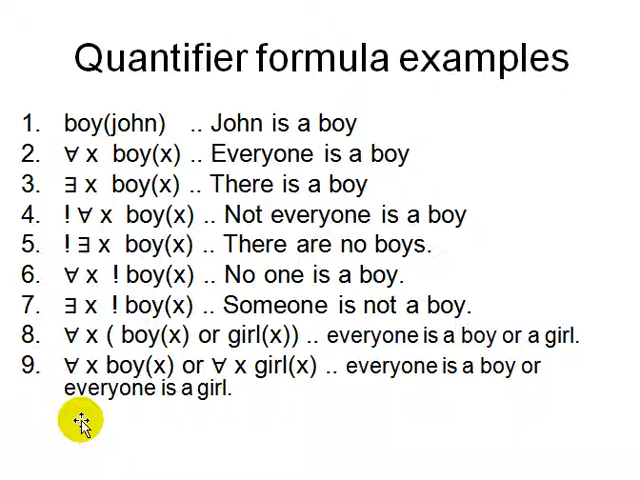 Quantifier formula examples
1. boy(john) .. John is a boy
2. ∀ x boy(x) .. Everyone is a boy
3. ∃ x boy(x) .. There is a boy
4. ! ∀ x boy(x) .. Not everyone is a boy
5. ! ∃ x boy(x) .. There are no boys.
6. ∀ x ! boy(x) .. No one is a boy.
7. ∃ x ! boy(x) .. Someone is not a boy.
8. ∀ x ( boy(x) or girl(x)) .. everyone is a boy or a girl.
9. ∀ x boy(x) or ∀ x girl(x) .. everyone is a boy or
everyone is a girl.